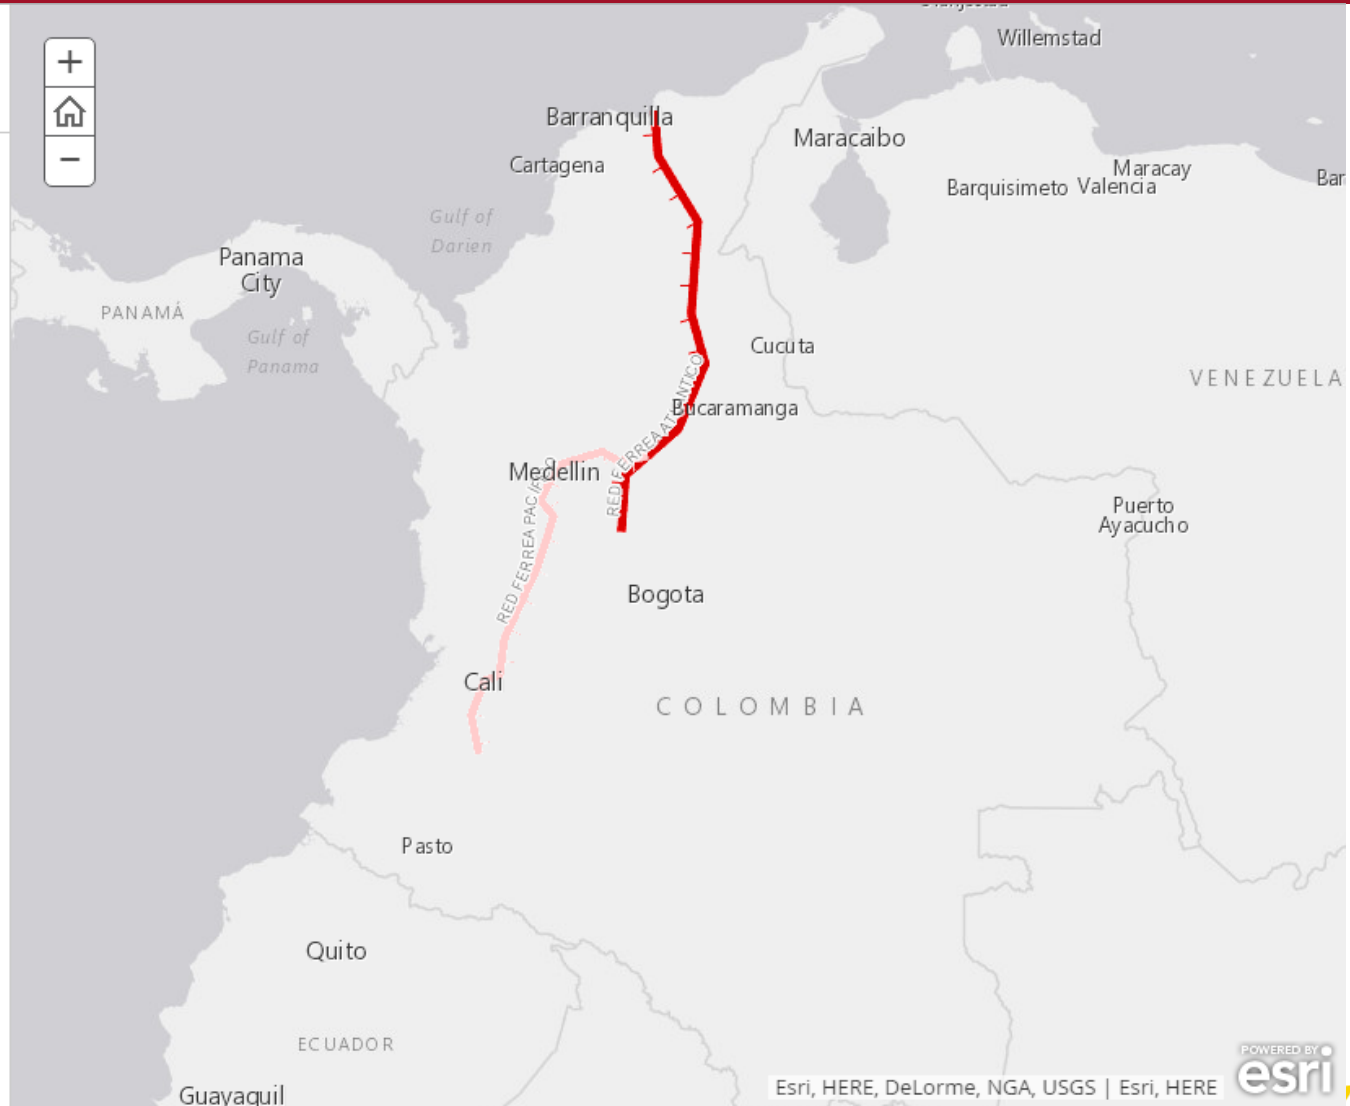 +
−
Willemstad
Barranquilla
Maracaibo
Cartagena
Maracay
Barquisimeto
Valencia
Bar
Gulf of
Darien
Panama
City
PANAMÁ
Gulf of
Panama
Cucuta
VENEZUELA
Bucaramanga
RED FERREA ATLANTICO
Medellin
RED FERREA PACIFICO
Puerto
Ayacucho
Bogota
Cali
COLOMBIA
Pasto
Quito
ECUADOR
Guayaquil
POWERED BY
esri
Esri, HERE, DeLorme, NGA, USGS | Esri, HERE